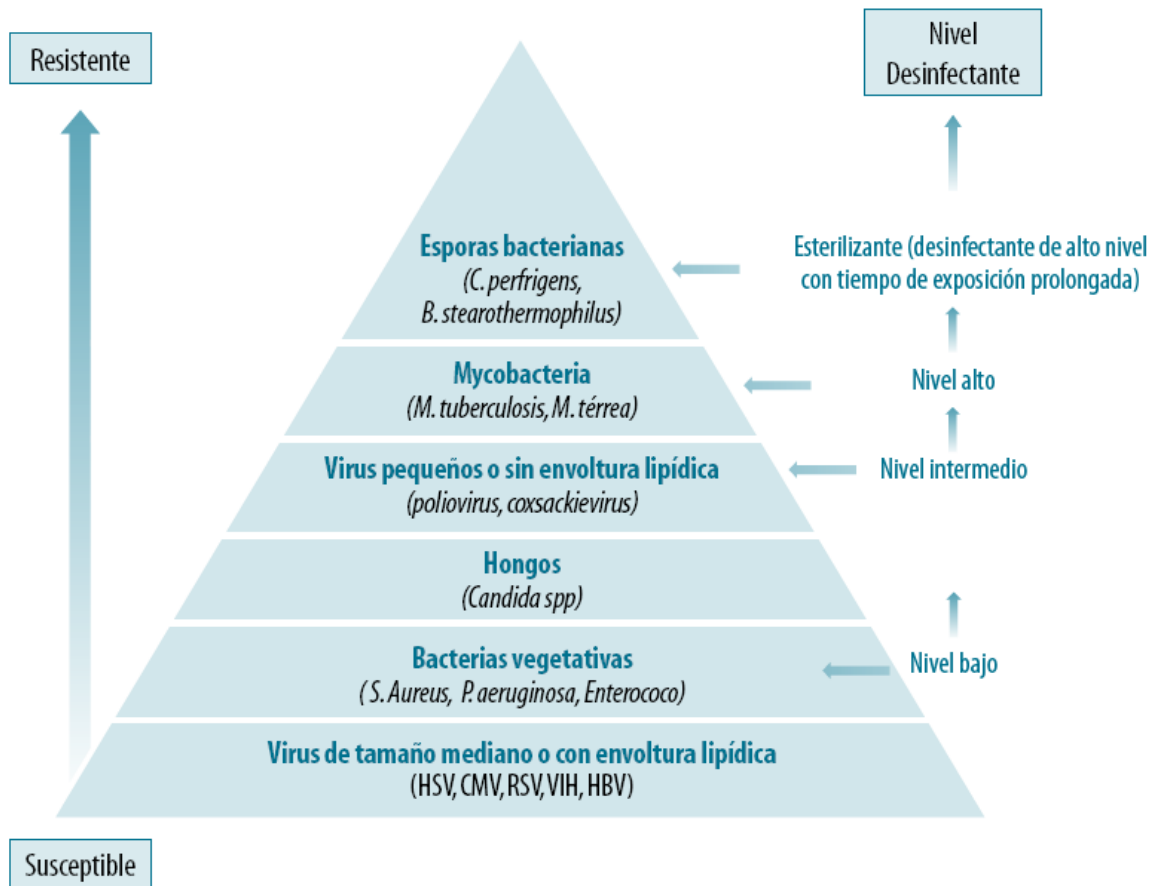 Resistente
Nivel
Desinfectante
Esporas bacterianas
(C. perfrigens,
B. stearothermophilus)
Esterilizante (desinfectante de alto nivel
con tiempo de exposición prolongada)
Mycobacteria
(M. tuberculosis, M. térrea)
Nivel alto
Virus pequeños o sin envoltura lipídica
(poliovirus, coxsackievirus)
Nivel intermedio
Hongos
(Candida spp)
Bacterias vegetativas
( S. Aureus, P. aeruginosa, Enterococo)
Nivel bajo
Virus de tamaño mediano o con envoltura lipídica
(HSV, CMV, RSV, VIH, HBV)
Susceptible